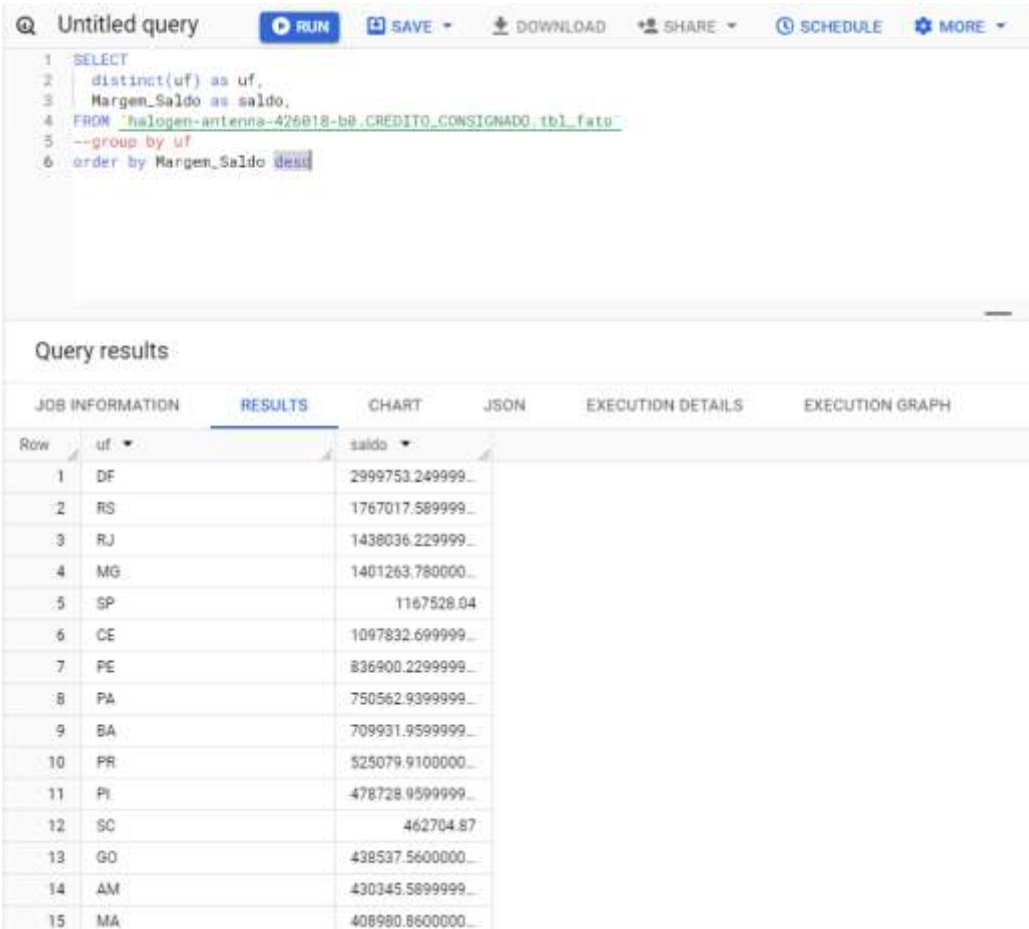 Untitled query RUN SAVE DOWNLOAD SHARE SCHEDULE MORE
1 SELECT
2 distinct(uf) as uf,
3 Margem_Saldo as saldo,
4 FROM `halogen-antenna-426018-b0.CREDITO_CONSIGNADO.tbl_fato`
5 --group by uf
6 order by Margem_Saldo desc
Query results
JOB INFORMATION RESULTS CHART JSON EXECUTION DETAILS EXECUTION GRAPH
Row uf saldo
1 DF 2999753.249999...
2 RS 1767017.589999...
3 RJ 1438036.229999...
4 MG 1401263.780000...
5 SP 1167528.04
6 CE 1097832.699999...
7 PE 836900.2299999...
8 PA 750562.9399999...
9 BA 709931.9599999...
10 PR 525079.9100000...
11 PI 478728.9599999...
12 SC 462704.87
13 GO 438537.5600000...
14 AM 430345.5899999...
15 MA 408980.8600000...